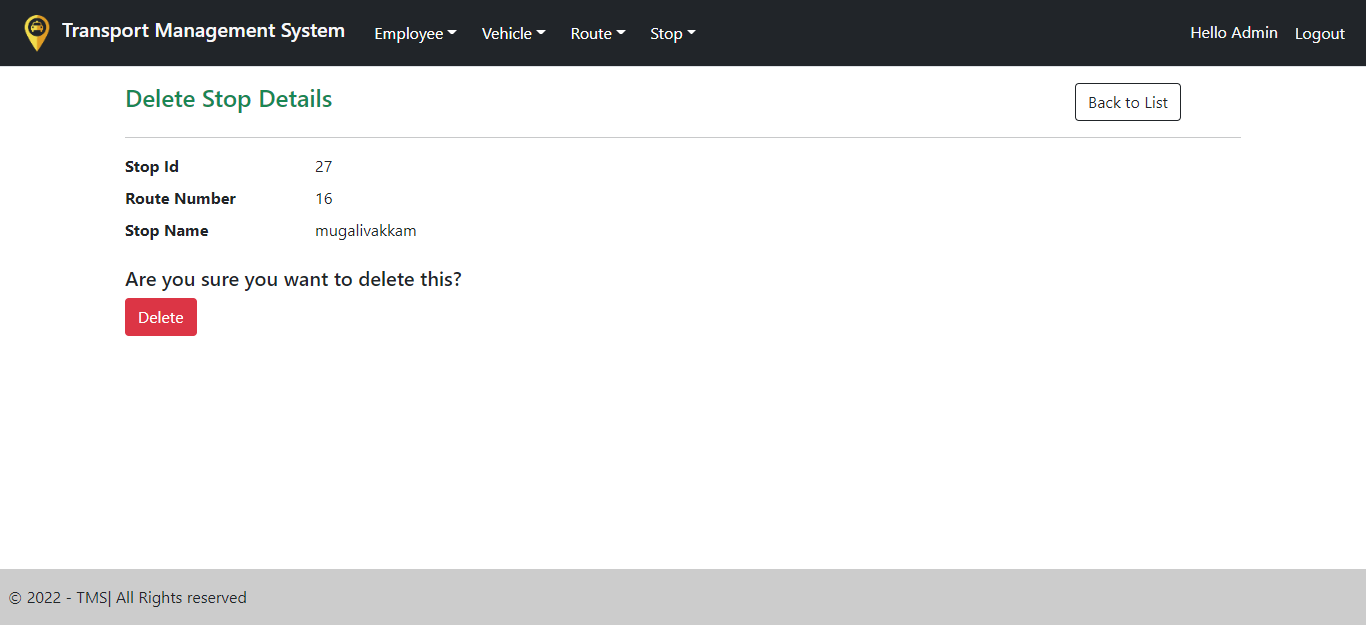 Transport Management System Employee Vehicle Route Stop Hello Admin Logout
Delete Stop Details Back to List
Stop Id 27
Route Number 16
Stop Name mugalivakkam
Are you sure you want to delete this?
Delete
© 2022 - TMS| All Rights reserved